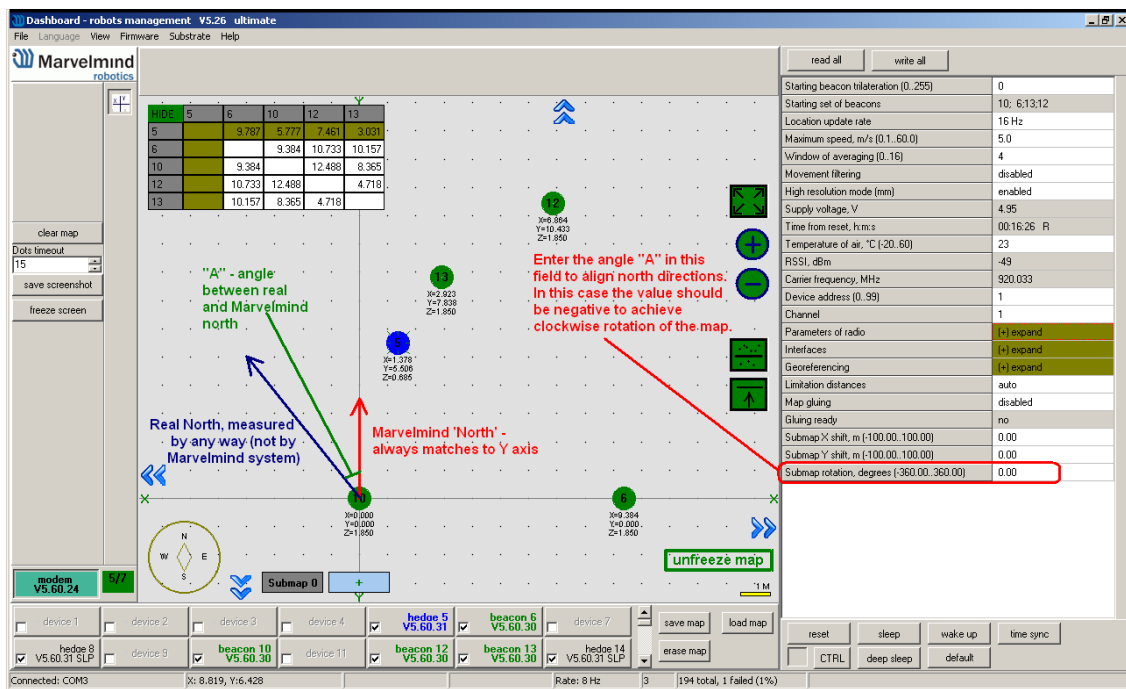 Dashboard - robots management V5.26 ultimate
File Language View Firmware Substrate Help
Marvelmind
robotics
clear map
Dots timeout
15
save screenshot
freeze screen
modem
V5.60.24
5/7
HIDE 5 6 10 12 13
5 9.787 5.777 7.461 3.031
6 9.384 10.733 10.157
10 9.384 12.488 8.365
12 10.733 12.488 4.718
13 10.157 8.365 4.718
Y
12
X=6.864
Y=10.433
Z=1.850
13
X=2.923
Y=7.838
Z=1.850
5
X=1.378
Y=5.506
Z=0.685
"A" - angle
between real
and Marvelmind
north
Enter the angle "A" in this
field to align north directions.
In this case the value should
be negative to achieve
clockwise rotation of the map.
Real North, measured
by any way (not by
Marvelmind system)
Marvelmind 'North' -
always matches to Y axis
X
X
10
X=0.000
Y=0.000
Z=1.850
6
X=9.384
Y=0.000
Z=1.850
N
W E
S
unfreeze map
Submap 0
+
Y
1 M
read all write all
Starting beacon trilateration (0..255) 0
Starting set of beacons 10; 6;13;12
Location update rate 16 Hz
Maximum speed, m/s (0.1..60.0) 5.0
Window of averaging (0..16) 4
Movement filtering disabled
High resolution mode (mm) enabled
Supply voltage, V 4.95
Time from reset, h:m:s 00:16:26 R
Temperature of air, °C (-20..60) 23
RSSI, dBm -49
Carrier frequency, MHz 920.033
Device address (0..99) 1
Channel 1
Parameters of radio (+) expand
Interfaces (+) expand
Georeferencing (+) expand
Limitation distances auto
Map gluing disabled
Gluing ready no
Submap X shift, m (-100.00..100.00) 0.00
Submap Y shift, m (-100.00..100.00) 0.00
Submap rotation, degrees (-360.00..360.00) 0.00
device 1 device 2 device 3 device 4 hedge 5 V5.60.31 beacon 6 V5.60.30 device 7
hedge 8 V5.60.31 SLP device 9 beacon 10 V5.60.30 device 11 beacon 12 V5.60.30 beacon 13 V5.60.30 hedge 14 V5.60.31 SLP
save map load map
erase map
reset sleep wake up time sync
CTRL deep sleep default
Connected: COM3 X: 8.819, Y:6.428 Rate: 8 Hz 3 194 total, 1 failed (1%)